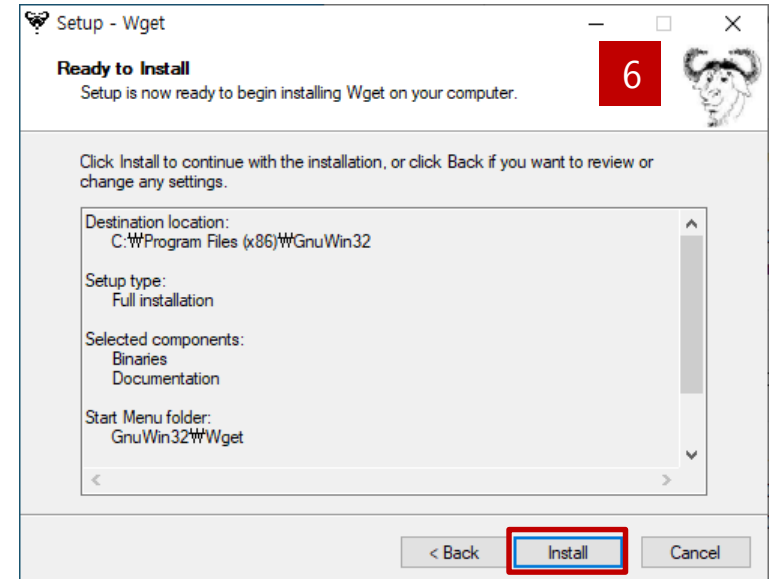 Setup - Wget
Ready to Install
Setup is now ready to begin installing Wget on your computer.
6
Click Install to continue with the installation, or click Back if you want to review or
change any settings.
Destination location:
C:₩Program Files (x86)₩GnuWin32
Setup type:
Full installation
Selected components:
Binaries
Documentation
Start Menu folder:
GnuWin32₩Wget
< Back Install Cancel